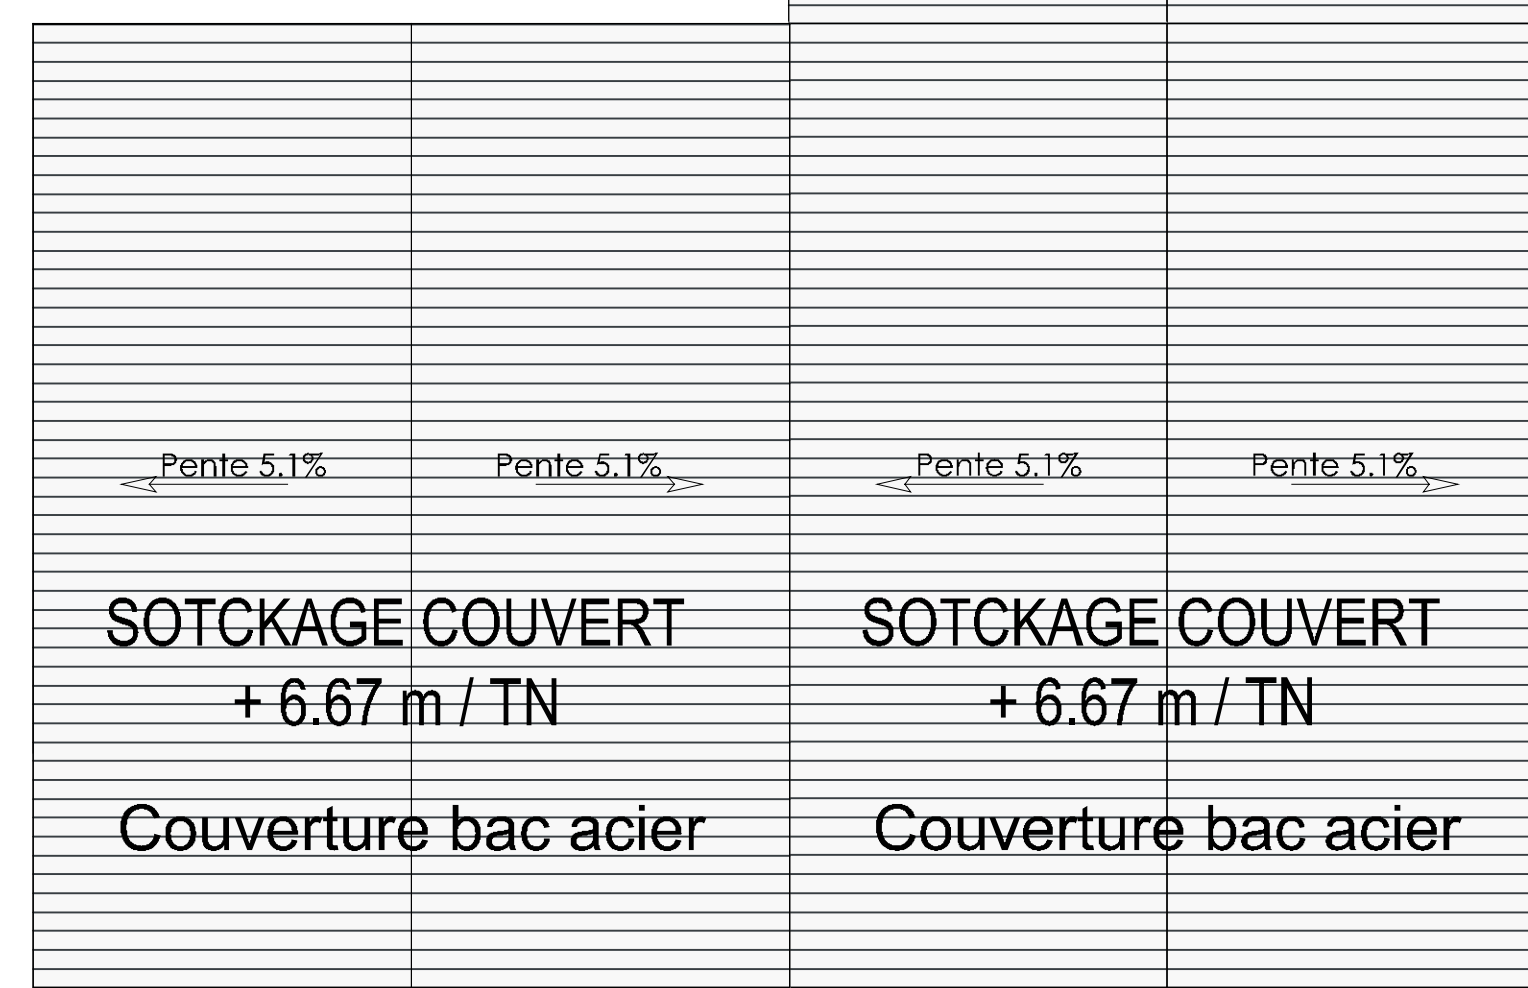 Pente 5.1% Pente 5.1% Pente 5.1% Pente 5.1%
SOTCKAGE COUVERT SOTCKAGE COUVERT
+ 6.67 m / TN + 6.67 m / TN
Couverture bac acier Couverture bac acier